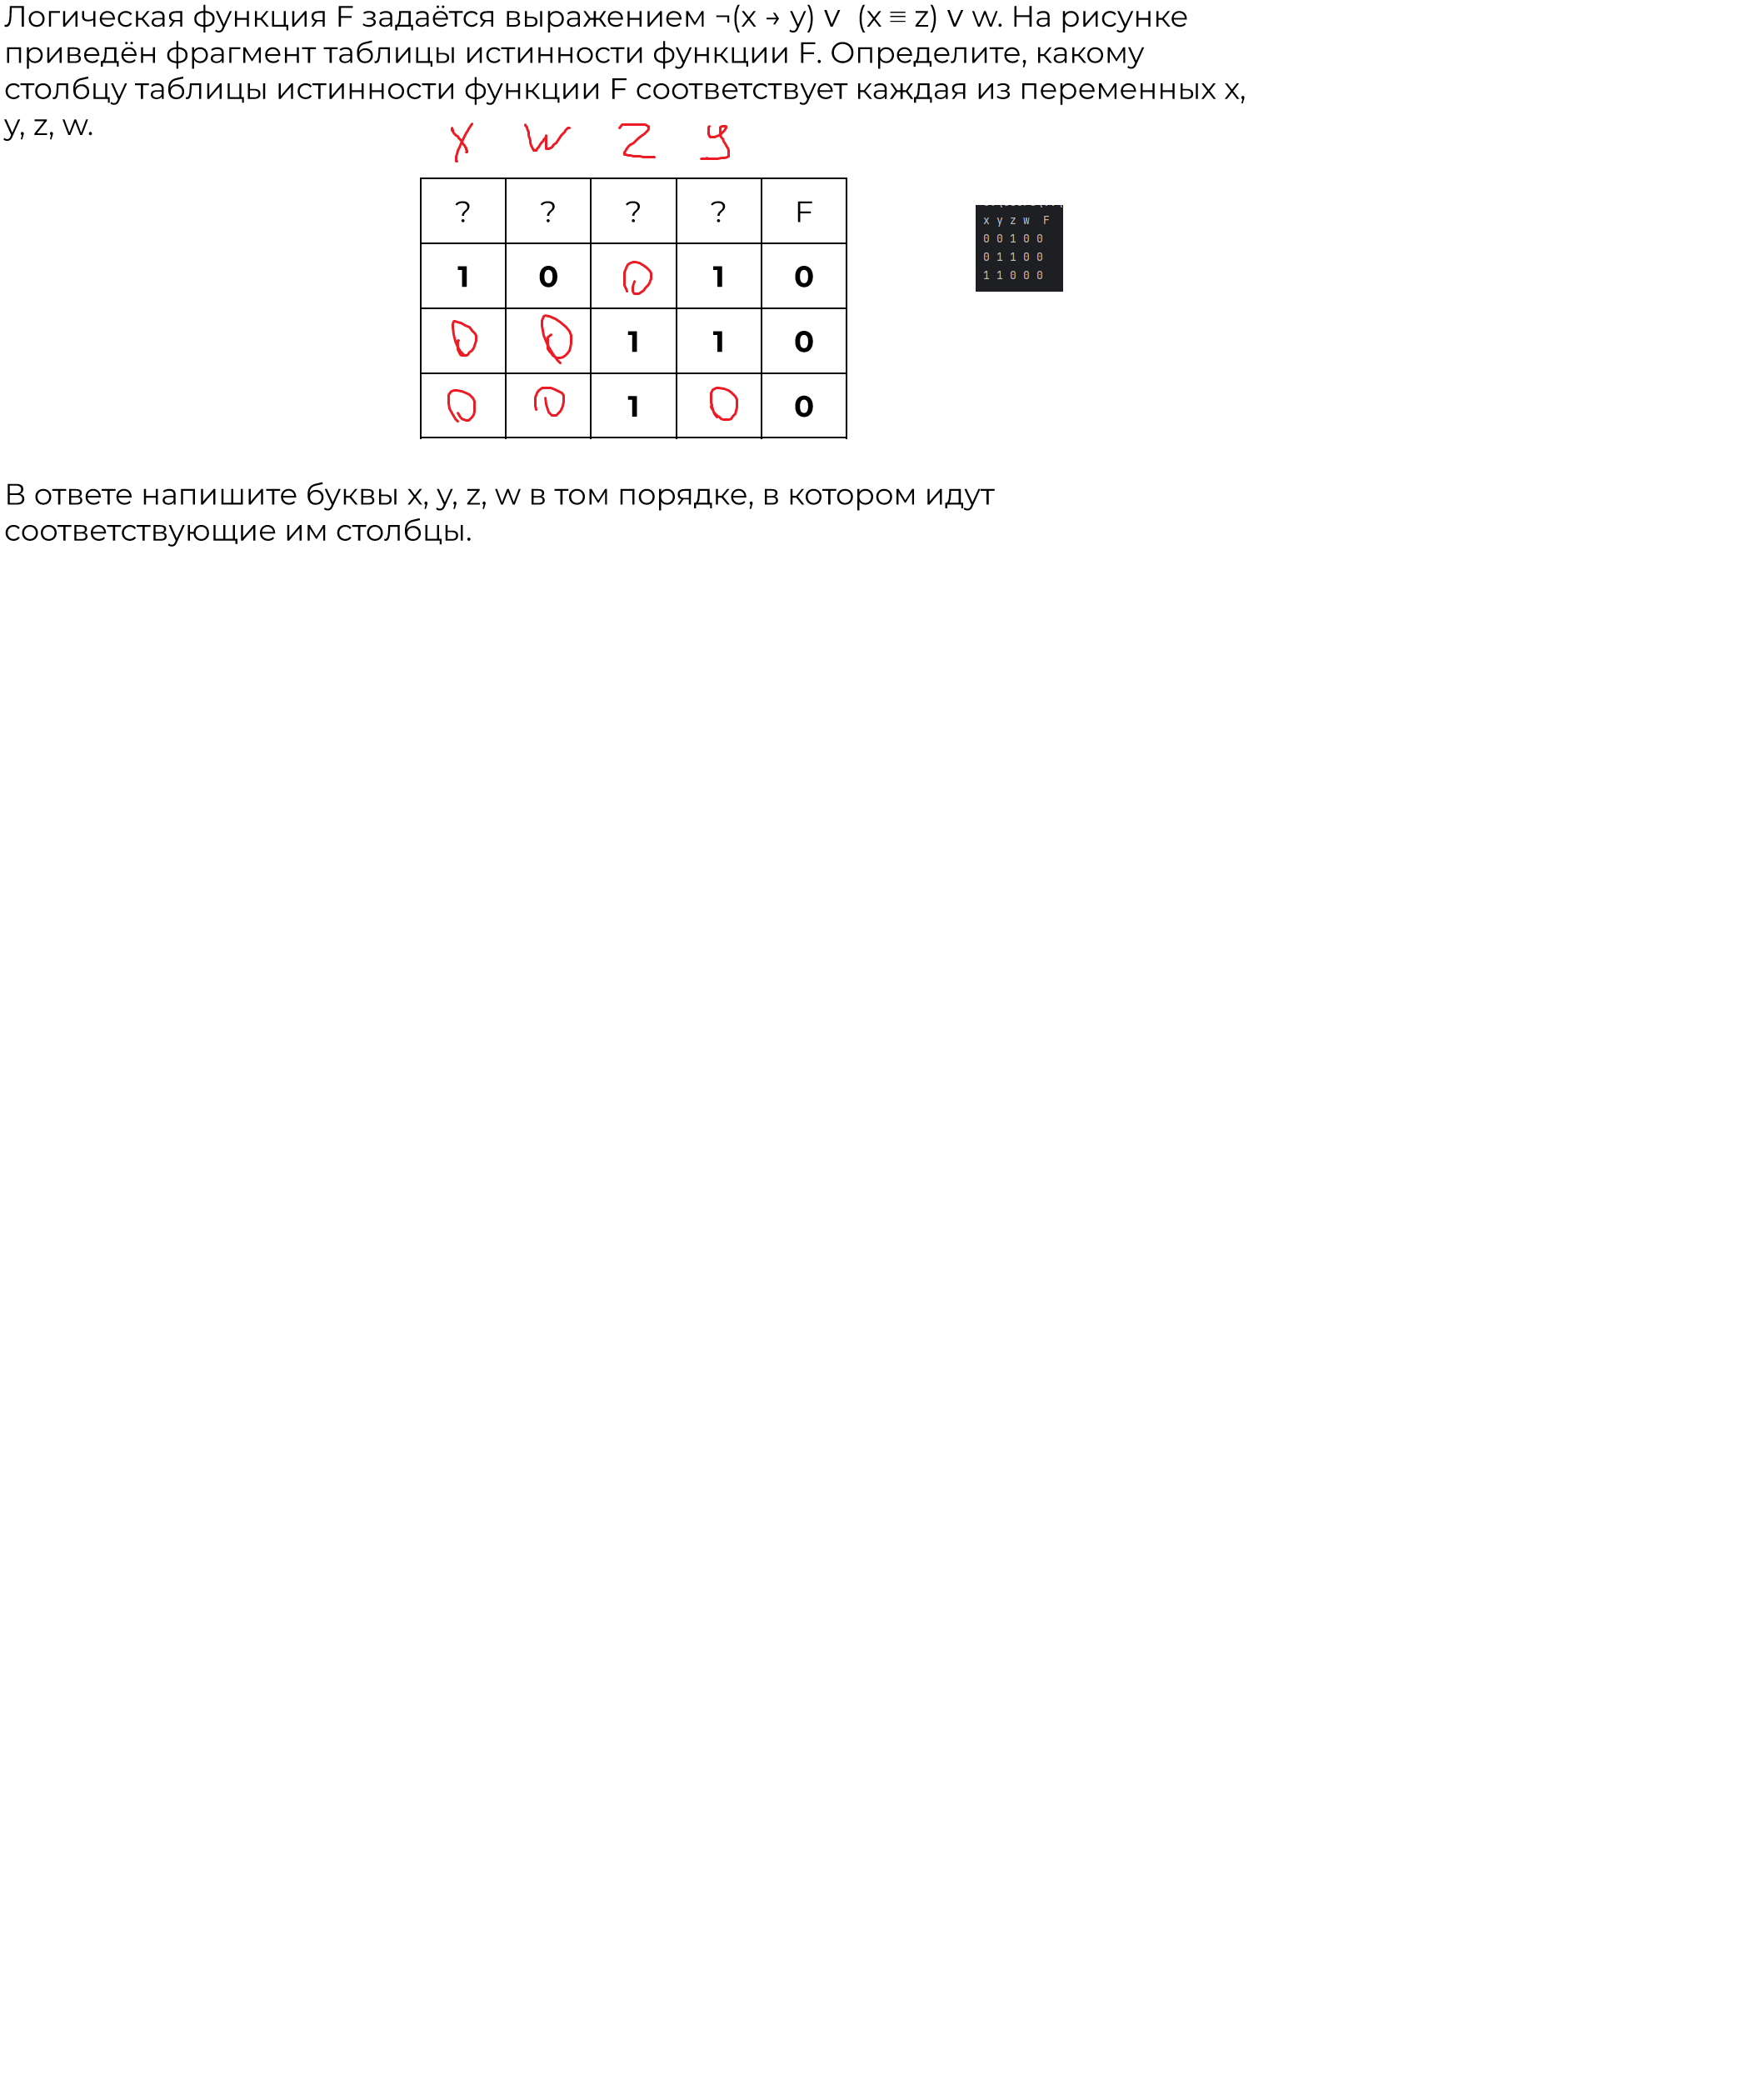 Логическая функция F задаётся выражением ¬(x → y) ∨ (x ≡ z) ∨ w. На рисунке
приведён фрагмент таблицы истинности функции F. Определите, какому
столбцу таблицы истинности функции F соответствует каждая из переменных x,
y, z, w.
x w z y
? ? ? ? F
1 0 0 1 0
0 0 1 1 0
0 0 1 0 0
x y z w F
0 0 1 0 0
0 1 1 0 0
1 1 0 0 0
В ответе напишите буквы x, y, z, w в том порядке, в котором идут
соответствующие им столбцы.